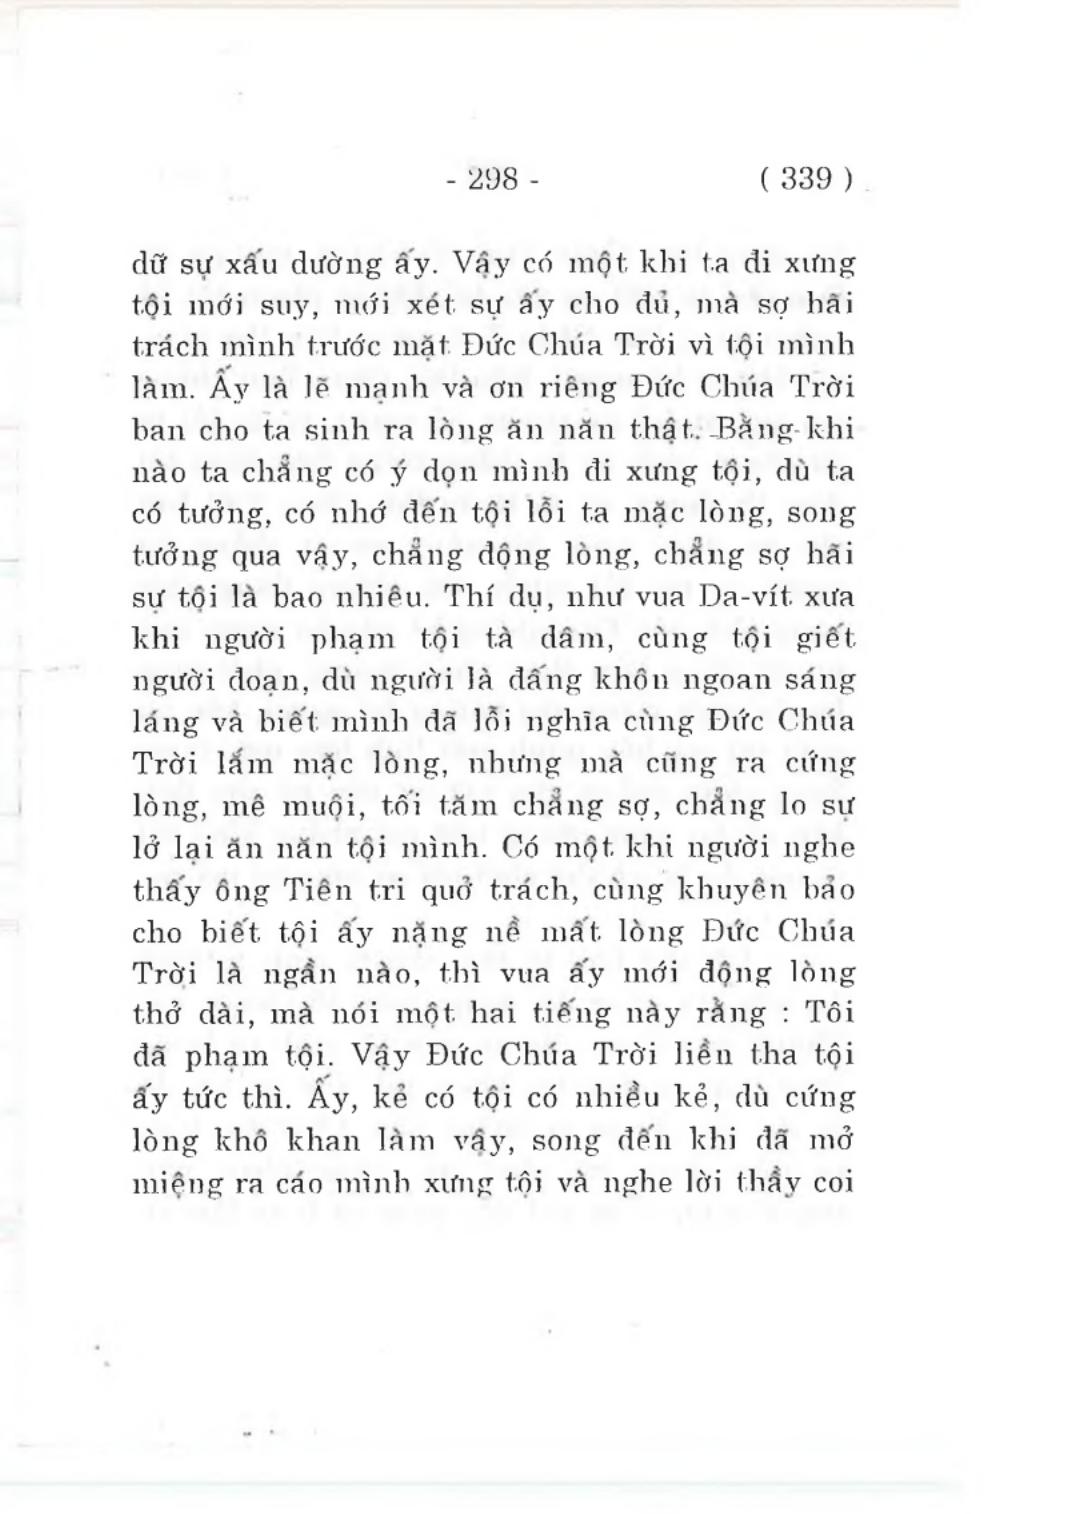 - 298 - ( 339 )
dữ sự xấu dường ấy. Vậy có một khi ta đi xưng
tội mới suy, mới xét sự ấy cho đủ, mà sợ hãi
trách mình trước mặt Đức Chúa Trời vì tội mình
làm. Ấy là lẽ mạnh và ơn riêng Đức Chúa Trời
ban cho ta sinh ra lòng ăn năn thật. Bằng khi
nào ta chẳng có ý dọn mình đi xưng tội, dù ta
có tưởng, có nhớ đến tội lỗi ta mặc lòng, song
tưởng qua vậy, chẳng động lòng, chẳng sợ hãi
sự tội là bao nhiêu. Thí dụ, như vua Da-vít xưa
khi người phạm tội tà dâm, cùng tội giết
người đoạn, dù người là đấng khôn ngoan sáng
láng và biết mình đã lỗi nghĩa cùng Đức Chúa
Trời lắm mặc lòng, nhưng mà cũng ra cứng
lòng, mê muội, tối tăm chẳng sợ, chẳng lo sự
lở lại ăn năn tội mình. Có một khi người nghe
thấy ông Tiên tri quở trách, cùng khuyên bảo
cho biết tội ấy nặng nề mất lòng Đức Chúa
Trời là ngần nào, thì vua ấy mới động lòng
thở dài, mà nói một hai tiếng này rằng : Tôi
đã phạm tội. Vậy Đức Chúa Trời liền tha tội
ấy tức thì. Ấy, kẻ có tội có nhiều kẻ, dù cứng
lòng khô khan làm vậy, song đến khi đã mở
miệng ra cáo mình xưng tội và nghe lời thầy coi